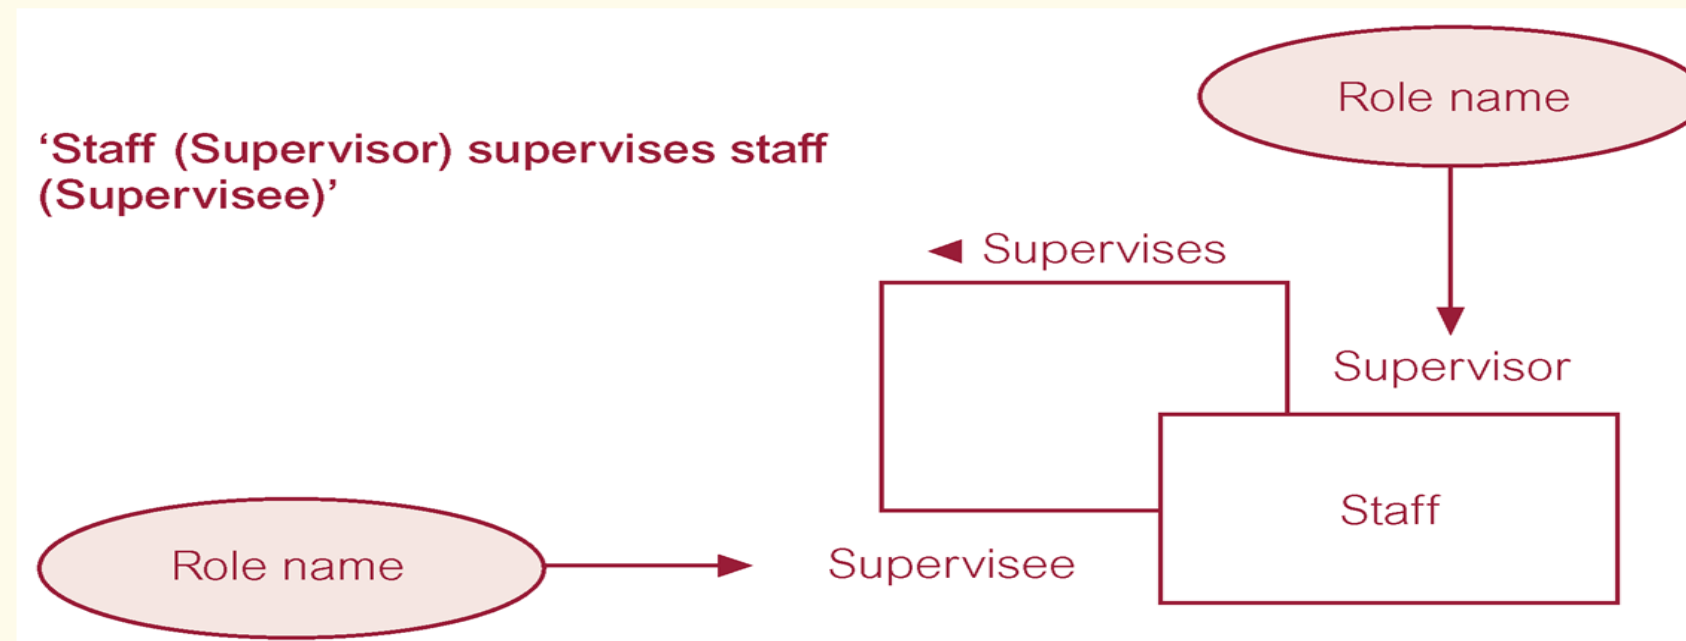 Role name
‘Staff (Supervisor) supervises staff
(Supervisee)’
◄ Supervises
Supervisor
Staff
Role name
Supervisee